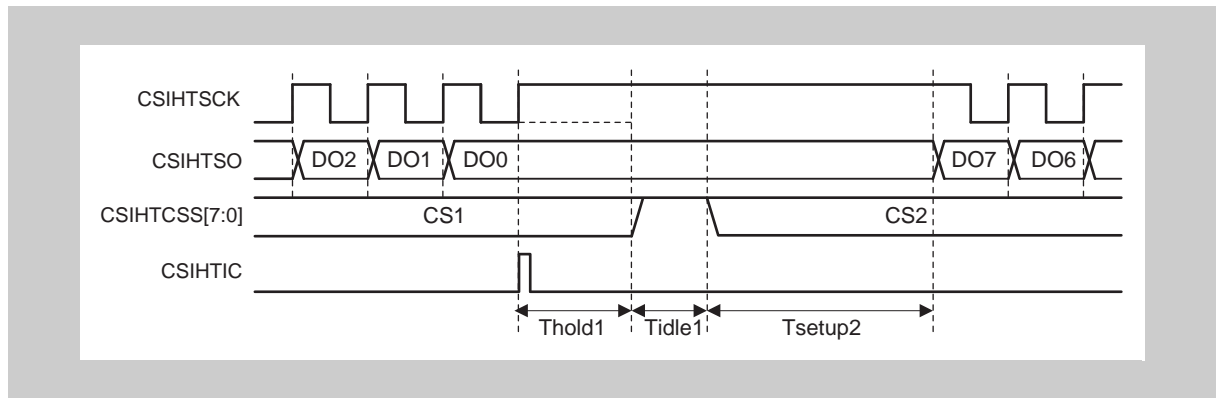 CSIHTSCK
CSIHTSO DO2 DO1 DO0 DO7 DO6
CSIHTCSS[7:0] CS1 CS2
CSIHTIC
Thold1 Tidle1 Tsetup2